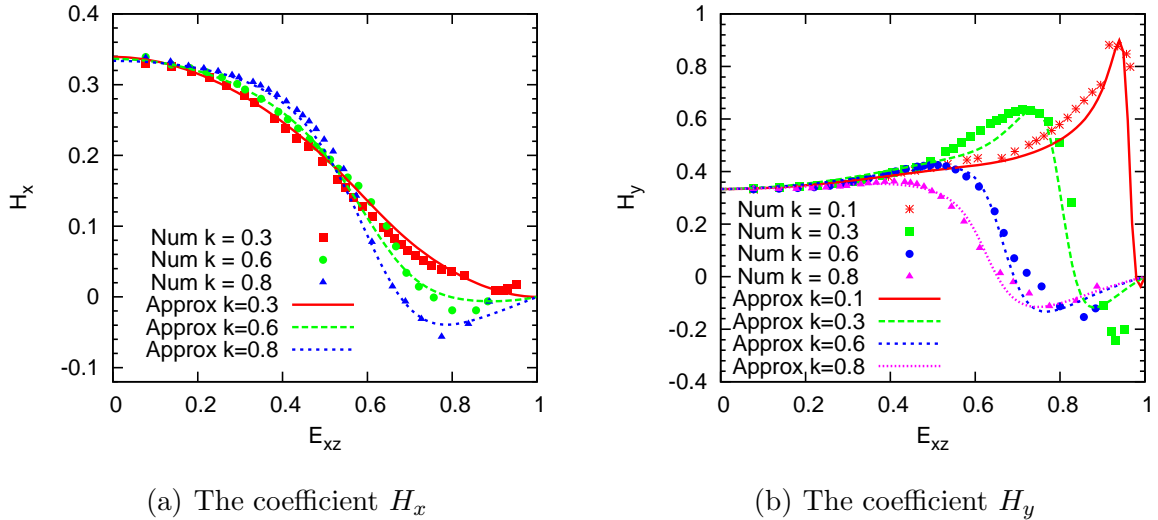 0.4
0.3
0.2
0.1
0
-0.1
H_x
Num k = 0.3
Num k = 0.6
Num k = 0.8
Approx k=0.3
Approx k=0.6
Approx k=0.8
0 0.2 0.4 0.6 0.8 1
E_xz
(a) The coefficient H_x
1
0.8
0.6
0.4
0.2
0
-0.2
-0.4
H_y
Num k = 0.1
Num k = 0.3
Num k = 0.6
Num k = 0.8
Approx k=0.1
Approx k=0.3
Approx k=0.6
Approx k=0.8
0 0.2 0.4 0.6 0.8 1
E_xz
(b) The coefficient H_y